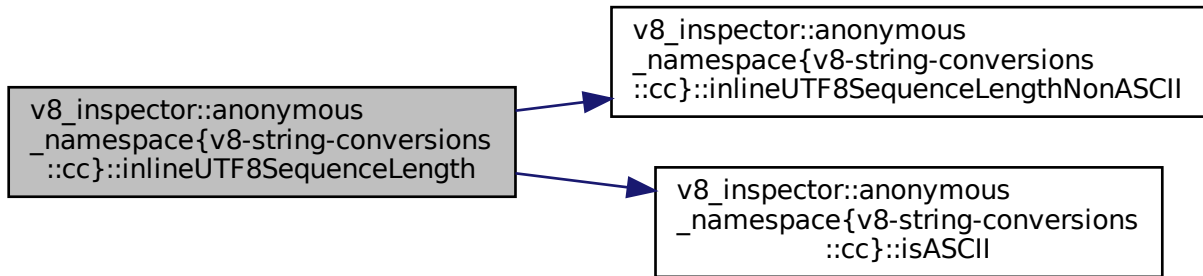 v8_inspector::anonymous
_namespace{v8-string-conversions
::cc}::inlineUTF8SequenceLength
v8_inspector::anonymous
_namespace{v8-string-conversions
::cc}::inlineUTF8SequenceLengthNonASCII
v8_inspector::anonymous
_namespace{v8-string-conversions
::cc}::isASCII